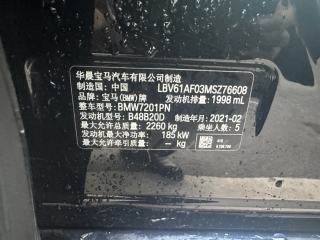 华晨宝马汽车有限公司制造
制造国：中国 LBV61AF03MSZ76608
品牌：宝马(BMW)牌 发动机排量：1998 mL
整车型号：BMW7201PN
发动机型号：B48B20D 制造年月：2021-02
最大允许总质量：2260 kg 乘坐人数：5
发动机最大净功率：185 kW
最大允许牵引质量：— kg